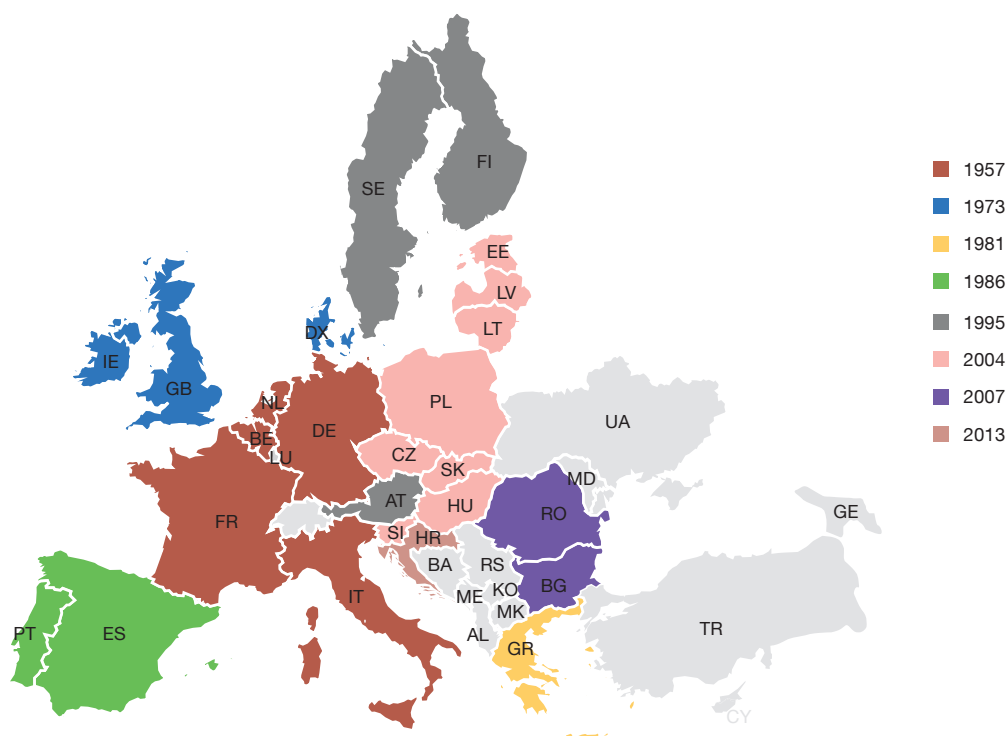 FI
SE
EE
LV
LT
DX
IE
GB
NL
BE
LU
DE
PL
CZ
SK
AT
HU
SI
HR
FR
IT
PT
ES
UA
MD
RO
BA
RS
ME
KO
MK
AL
BG
GR
TR
GE
CY
1957
1973
1981
1986
1995
2004
2007
2013